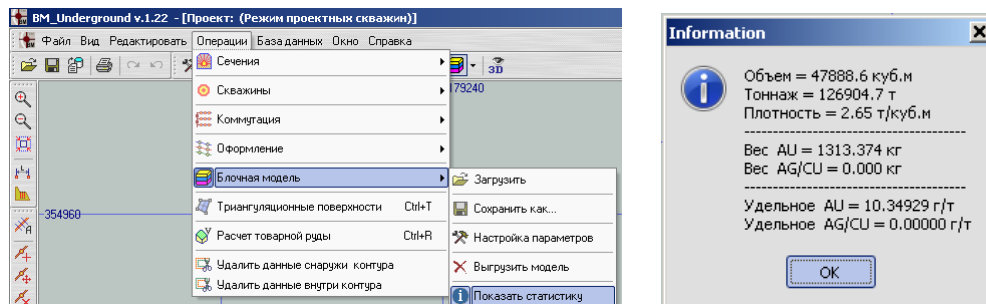 BM_Underground v.1.22 - [Проект: (Режим проектных скважин)]
Файл Вид Редактировать Операции База данных Окно Справка
Сечения
3D
Скважины
179240
Коммутация
Оформление
Блочная модель
Загрузить
Триангуляционные поверхности Ctrl+T
Сохранить как...
354960
Расчет товарной руды Ctrl+R
Настройка параметров
Удалить данные снаружи контура
Выгрузить модель
Удалить данные внутри контура
Показать статистику
Information
Объем = 47888.6 куб.м
Тоннаж = 126904.7 т
Плотность = 2.65 т/куб.м
-------------------------------------
Вес AU = 1313.374 кг
Вес AG/CU = 0.000 кг
-------------------------------------
Удельное AU = 10.34929 г/т
Удельное AG/CU = 0.00000 г/т
OK